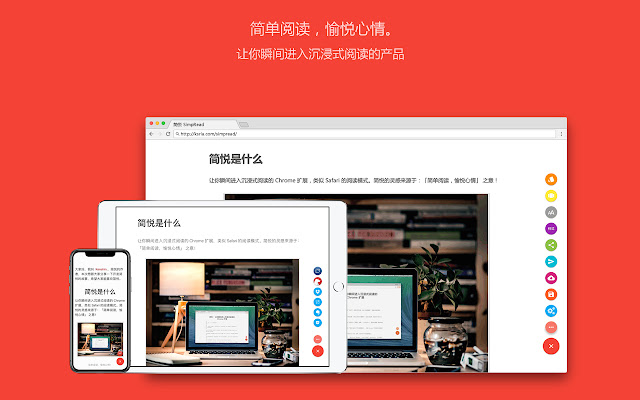 简单阅读，愉悦心情。
让你瞬间进入沉浸式阅读的产品
简悦 SimpRead
http://ksria.com/simpread/
简悦是什么
让你瞬间进入沉浸式阅读的 Chrome 扩展，类似 Safari 的阅读模式。简悦的灵感来源于：「简单阅读，愉悦心情」 之意！
简悦是什么
让你瞬间进入沉浸式阅读的 Chrome 扩展，类似 Safari 的阅读模式，简悦的灵感来源于：
「简单阅读，愉悦心情」 之意！
简悦是什么
让你瞬间进入沉浸式阅读的 Chrome
扩展，类似 Safari 的阅读模式，简
悦的灵感来源于：「简单阅读，愉悦
心情」 之意！